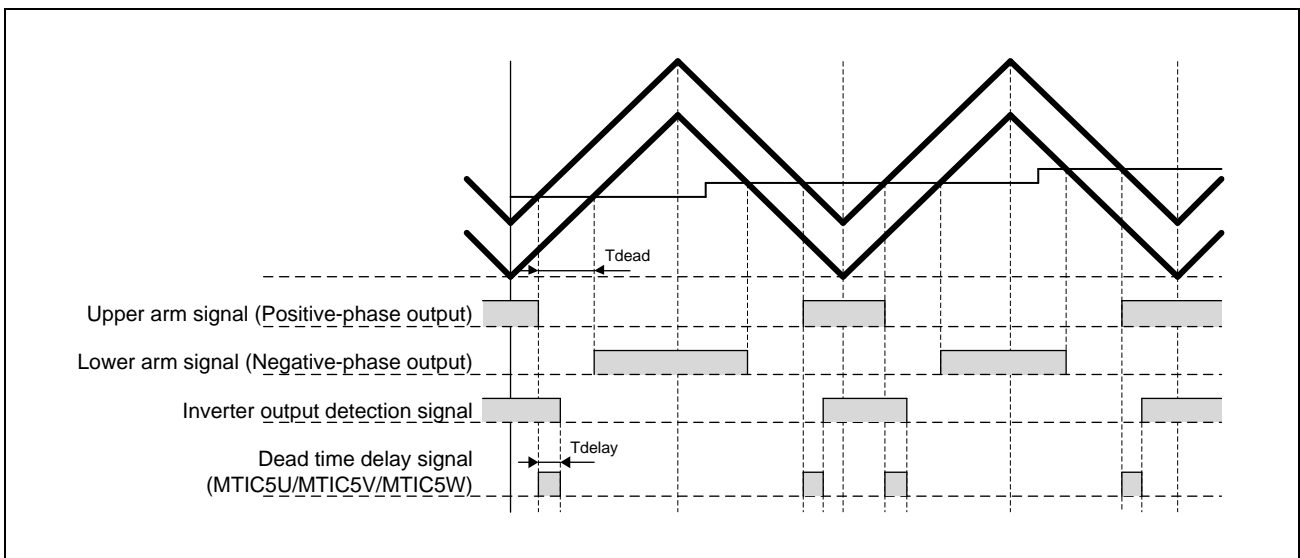 Tdead
Upper arm signal (Positive-phase output)
Lower arm signal (Negative-phase output)
Inverter output detection signal
Tdelay
Dead time delay signal
(MTIC5U/MTIC5V/MTIC5W)